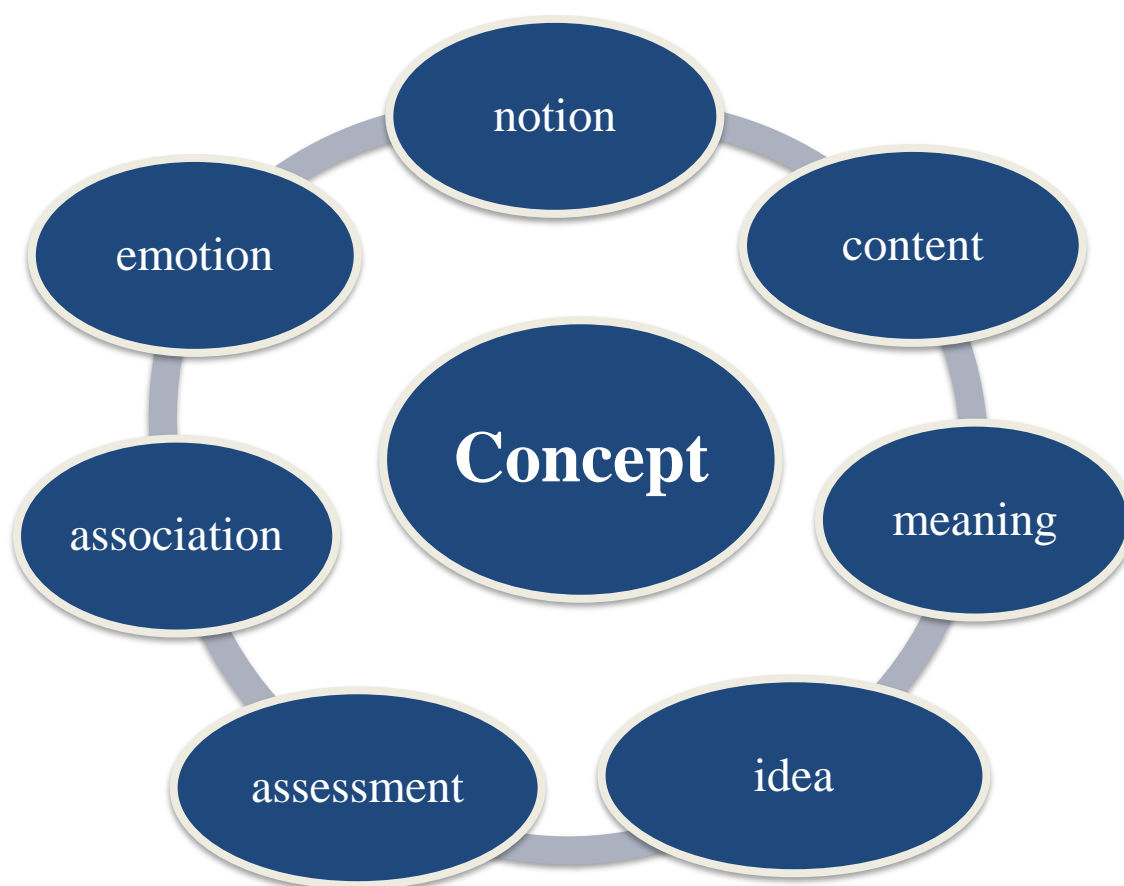 notion
content
meaning
idea
assessment
association
emotion
Concept